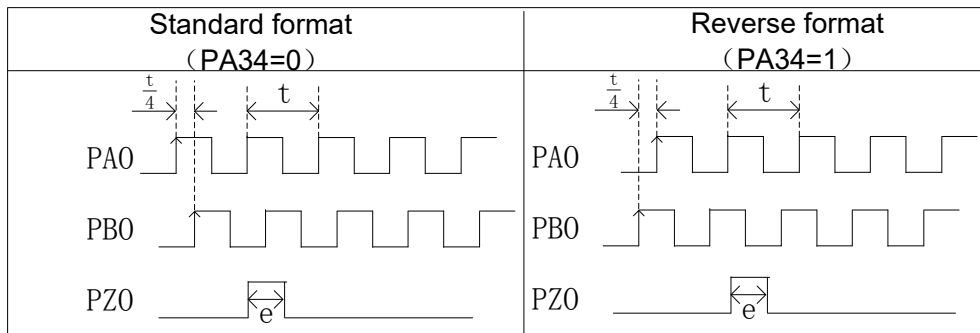 Standard format
（PA34=0）
Reverse format
（PA34=1）
t/4
t
PAO
PBO
PZO
e
t/4
t
PAO
PBO
PZO
e